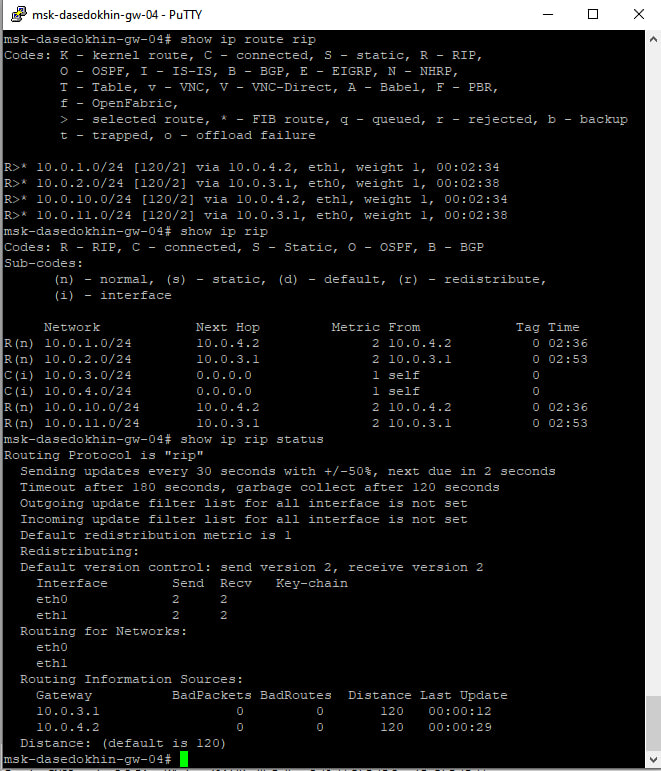 msk-dasedokhin-gw-04 - PuTTY
msk-dasedokhin-gw-04# show ip route rip
Codes: K - kernel route, C - connected, S - static, R - RIP,
       O - OSPF, I - IS-IS, B - BGP, E - EIGRP, N - NHRP,
       T - Table, v - VNC, V - VNC-Direct, A - Babel, F - PBR,
       f - OpenFabric,
       > - selected route, * - FIB route, q - queued, r - rejected, b - backup
       t - trapped, o - offload failure
R>* 10.0.1.0/24 [120/2] via 10.0.4.2, eth1, weight 1, 00:02:34
R>* 10.0.2.0/24 [120/2] via 10.0.3.1, eth0, weight 1, 00:02:38
R>* 10.0.10.0/24 [120/2] via 10.0.4.2, eth1, weight 1, 00:02:34
R>* 10.0.11.0/24 [120/2] via 10.0.3.1, eth0, weight 1, 00:02:38
msk-dasedokhin-gw-04# show ip rip
Codes: R - RIP, C - connected, S - Static, O - OSPF, B - BGP
Sub-codes:
      (n) - normal, (s) - static, (d) - default, (r) - redistribute,
      (i) - interface
     Network            Next Hop         Metric From            Tag Time
R(n) 10.0.1.0/24        10.0.4.2              2 10.0.4.2          0 02:36
R(n) 10.0.2.0/24        10.0.3.1              2 10.0.3.1          0 02:53
C(i) 10.0.3.0/24        0.0.0.0               1 self              0
C(i) 10.0.4.0/24        0.0.0.0               1 self              0
R(n) 10.0.10.0/24       10.0.4.2              2 10.0.4.2          0 02:36
R(n) 10.0.11.0/24       10.0.3.1              2 10.0.3.1          0 02:53
msk-dasedokhin-gw-04# show ip rip status
Routing Protocol is "rip"
  Sending updates every 30 seconds with +/-50%, next due in 2 seconds
  Timeout after 180 seconds, garbage collect after 120 seconds
  Outgoing update filter list for all interface is not set
  Incoming update filter list for all interface is not set
  Default redistribution metric is 1
  Redistributing:
  Default version control: send version 2, receive version 2
    Interface        Send  Recv   Key-chain
    eth0             2     2
    eth1             2     2
  Routing for Networks:
    eth0
    eth1
  Routing Information Sources:
    Gateway          BadPackets BadRoutes  Distance Last Update
    10.0.3.1                 0         0       120   00:00:12
    10.0.4.2                 0         0       120   00:00:29
  Distance: (default is 120)
msk-dasedokhin-gw-04#